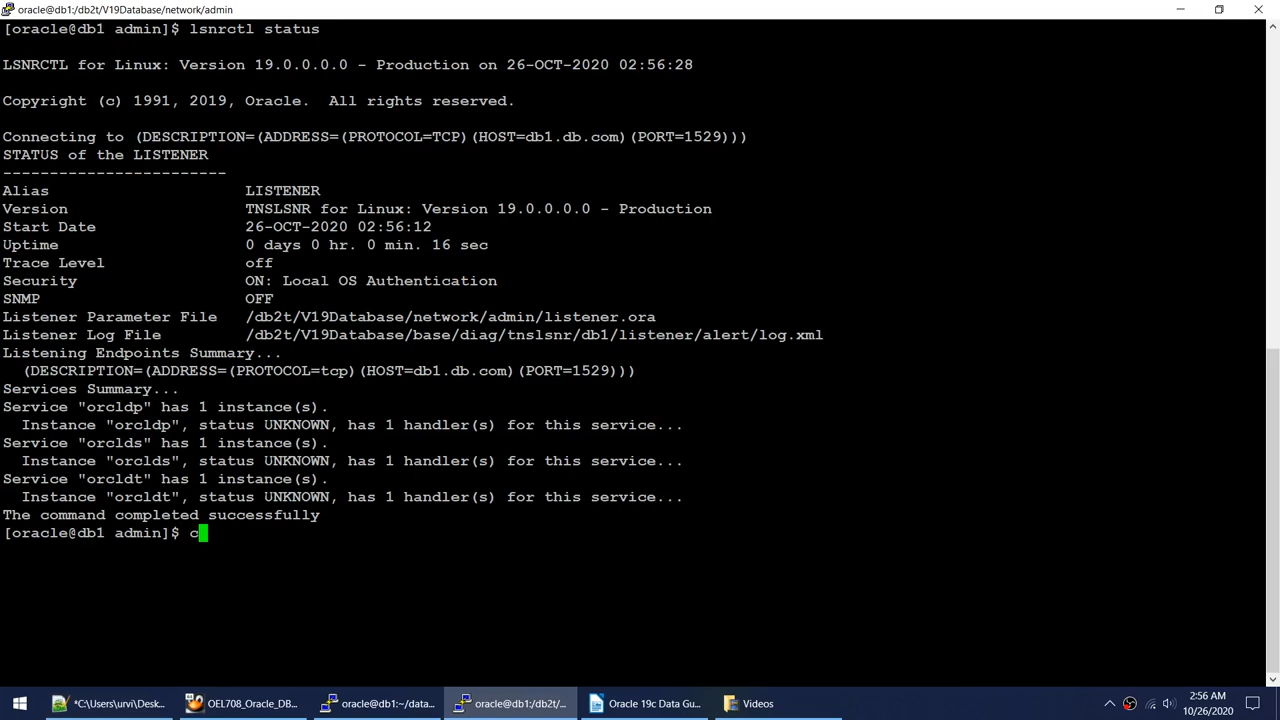 oracle@db1:/db2t/V19Database/network/admin
[oracle@db1 admin]$ lsnrctl status
LSNRCTL for Linux: Version 19.0.0.0.0 - Production on 26-OCT-2020 02:56:28
Copyright (c) 1991, 2019, Oracle.  All rights reserved.
Connecting to (DESCRIPTION=(ADDRESS=(PROTOCOL=TCP)(HOST=db1.db.com)(PORT=1529)))
STATUS of the LISTENER
------------------------
Alias                     LISTENER
Version                   TNSLSNR for Linux: Version 19.0.0.0.0 - Production
Start Date                26-OCT-2020 02:56:12
Uptime                    0 days 0 hr. 0 min. 16 sec
Trace Level               off
Security                  ON: Local OS Authentication
SNMP                      OFF
Listener Parameter File   /db2t/V19Database/network/admin/listener.ora
Listener Log File         /db2t/V19Database/base/diag/tnslsnr/db1/listener/alert/log.xml
Listening Endpoints Summary...
  (DESCRIPTION=(ADDRESS=(PROTOCOL=tcp)(HOST=db1.db.com)(PORT=1529)))
Services Summary...
Service "orcldp" has 1 instance(s).
  Instance "orcldp", status UNKNOWN, has 1 handler(s) for this service...
Service "orclds" has 1 instance(s).
  Instance "orclds", status UNKNOWN, has 1 handler(s) for this service...
Service "orcldt" has 1 instance(s).
  Instance "orcldt", status UNKNOWN, has 1 handler(s) for this service...
The command completed successfully
[oracle@db1 admin]$ c
*C:\Users\urvi\Desk... OEL708_Oracle_DB... oracle@db1:~/data... oracle@db1:/db2t/... Oracle 19c Data Gu... Videos 2:56 AM
10/26/2020